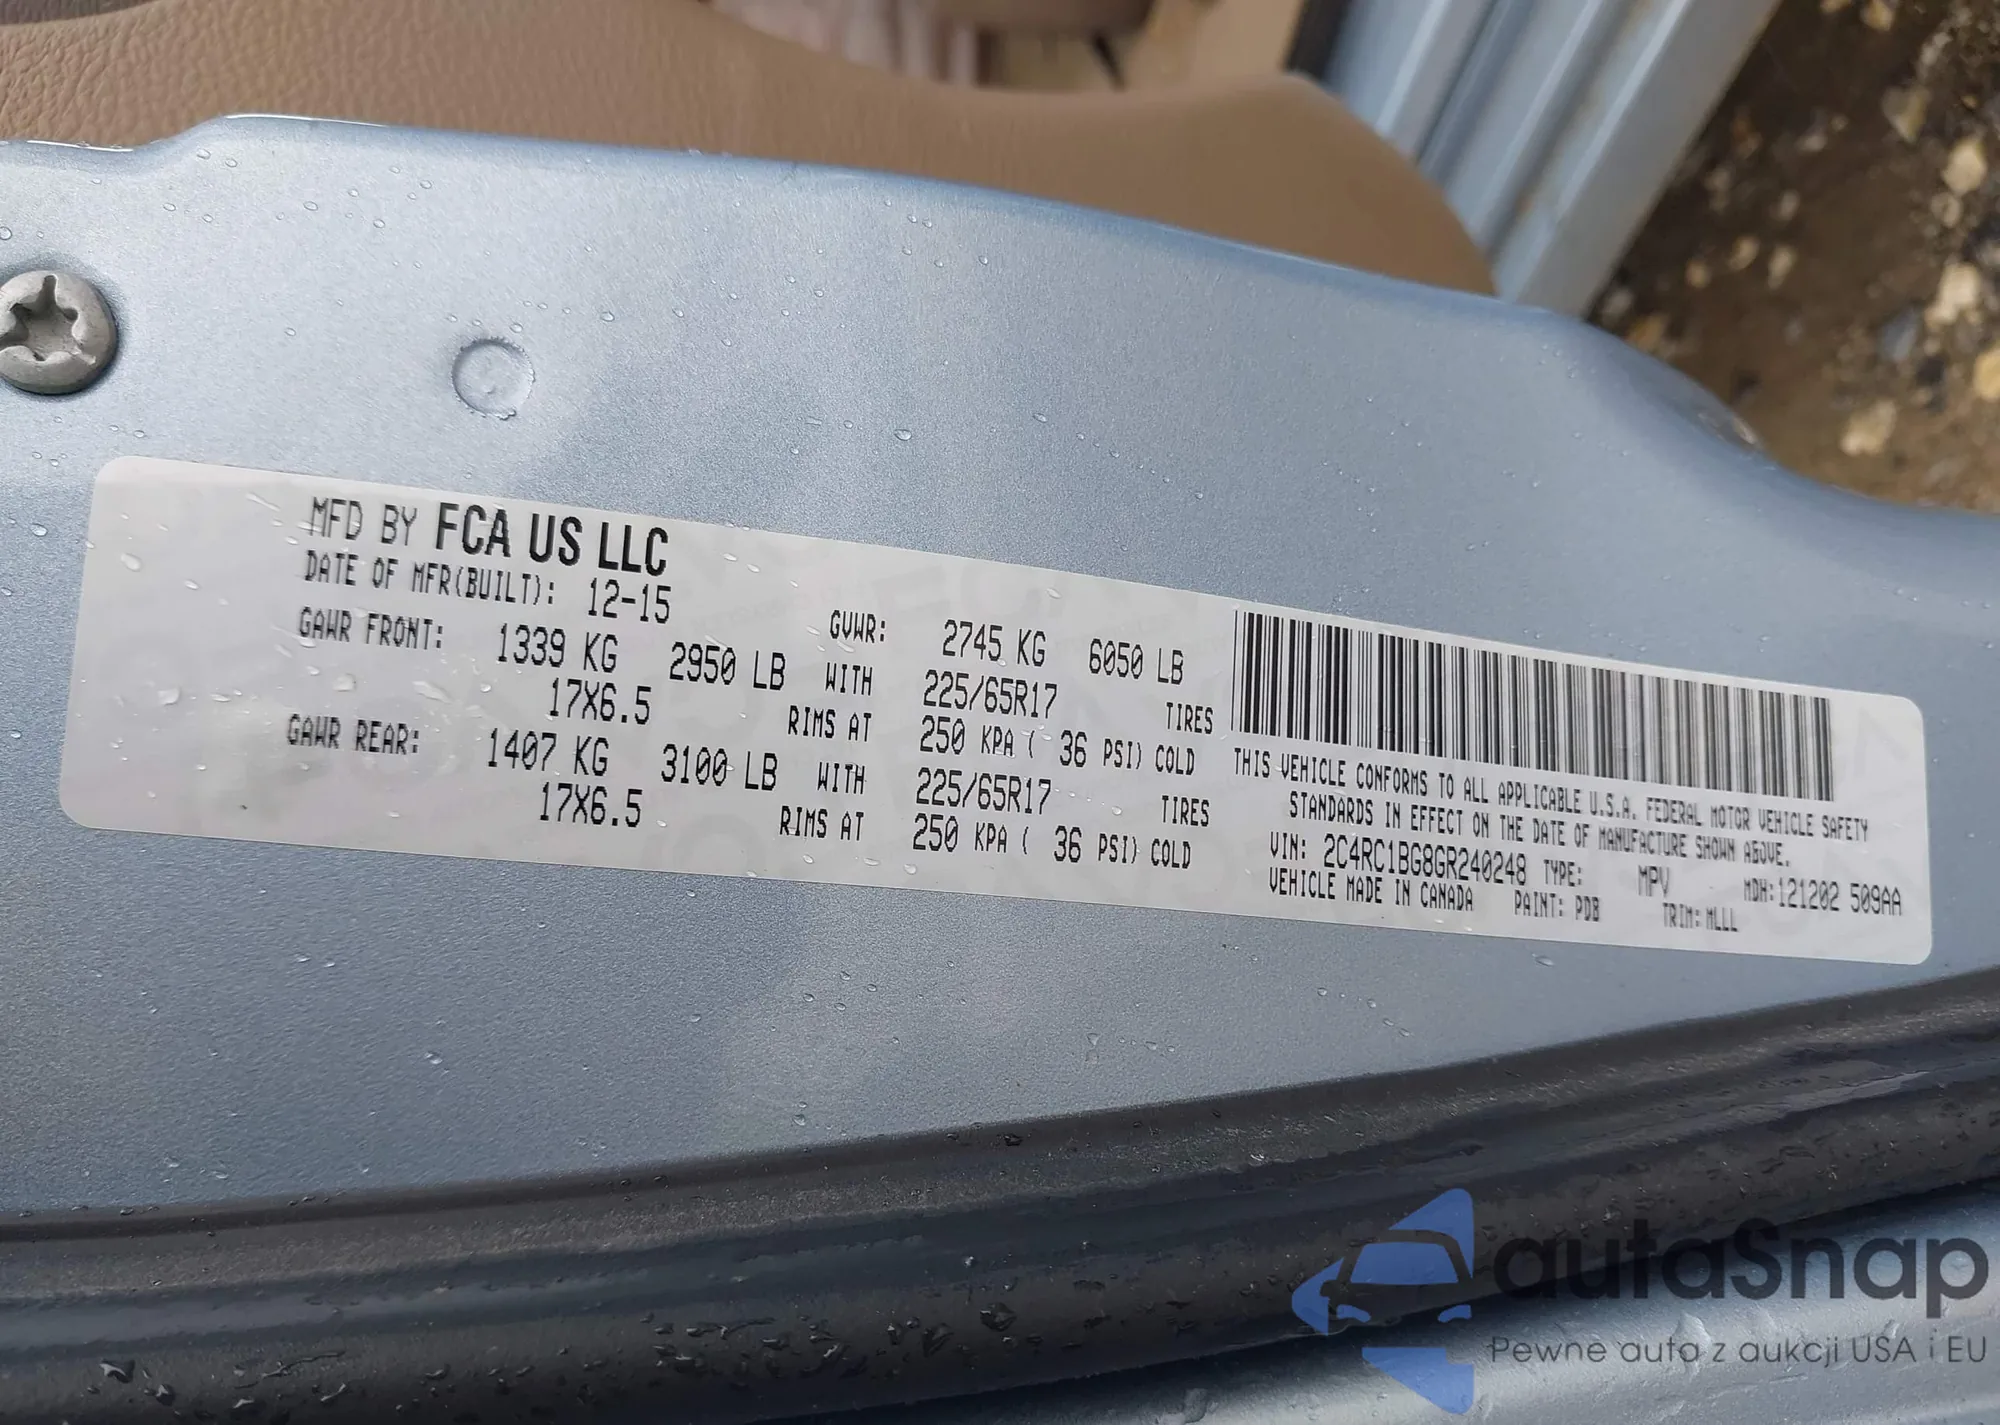 MFD BY FCA US LLC
DATE OF MFR(BUILT): 12-15 GVWR: 2745 KG 6050 LB
GAWR FRONT: 1339 KG 2950 LB WITH 225/65R17 TIRES
17X6.5 RIMS AT 250 KPA ( 36 PSI) COLD
GAWR REAR: 1407 KG 3100 LB WITH 225/65R17 TIRES
17X6.5 RIMS AT 250 KPA ( 36 PSI) COLD
THIS VEHICLE CONFORMS TO ALL APPLICABLE U.S.A. FEDERAL MOTOR VEHICLE SAFETY
STANDARDS IN EFFECT ON THE DATE OF MANUFACTURE SHOWN ABOVE.
VIN: 2C4RC1BG8GR240248 TYPE: MPV MDH:121202 509AA
VEHICLE MADE IN CANADA PAINT: PDB TRIM:MLLL
autaSnap
Pewne auta z aukcji USA i EU